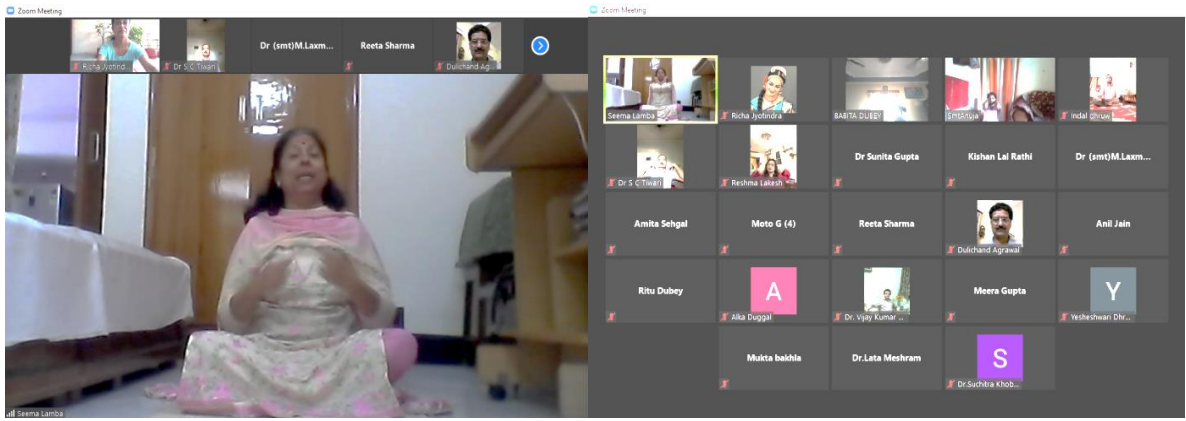 Zoom Meeting
Richa Jyotind...
Dr S C Tiwari
Dr (smt)M.Laxm...
Reeta Sharma
Dulichand Ag...
Seema Lamba
Zoom Meeting
Seema Lamba
Richa Jyotindra
BABITA DUBEY
SmtAnuja
Indal dhruw
Dr S C Tiwari
Reshma Lakesh
Dr Sunita Gupta
Kishan Lal Rathi
Dr (smt)M.Laxm...
Amita Sehgal
Moto G (4)
Reeta Sharma
Dulichand Agrawal
Anil Jain
Ritu Dubey
A
Alka Duggal
Dr. Vijay Kumar ...
Meera Gupta
Y
Yesheshwari Dhr...
Mukta bakhla
Dr.Lata Meshram
S
Dr.Suchitra Khob...